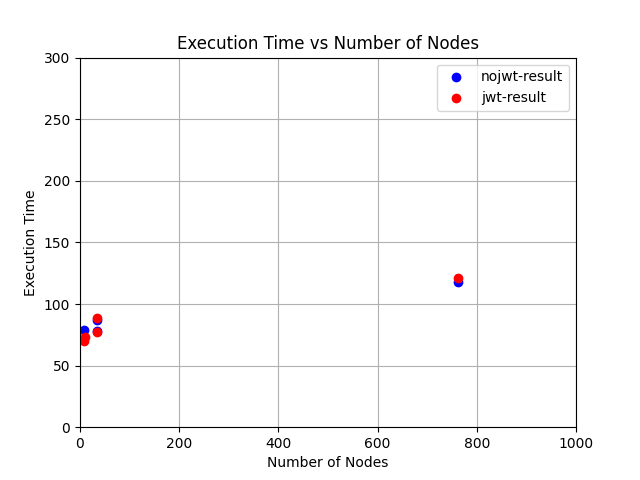 Execution Time vs Number of Nodes
nojwt-result
jwt-result
300
250
200
150
100
50
0
Execution Time
0 200 400 600 800 1000
Number of Nodes